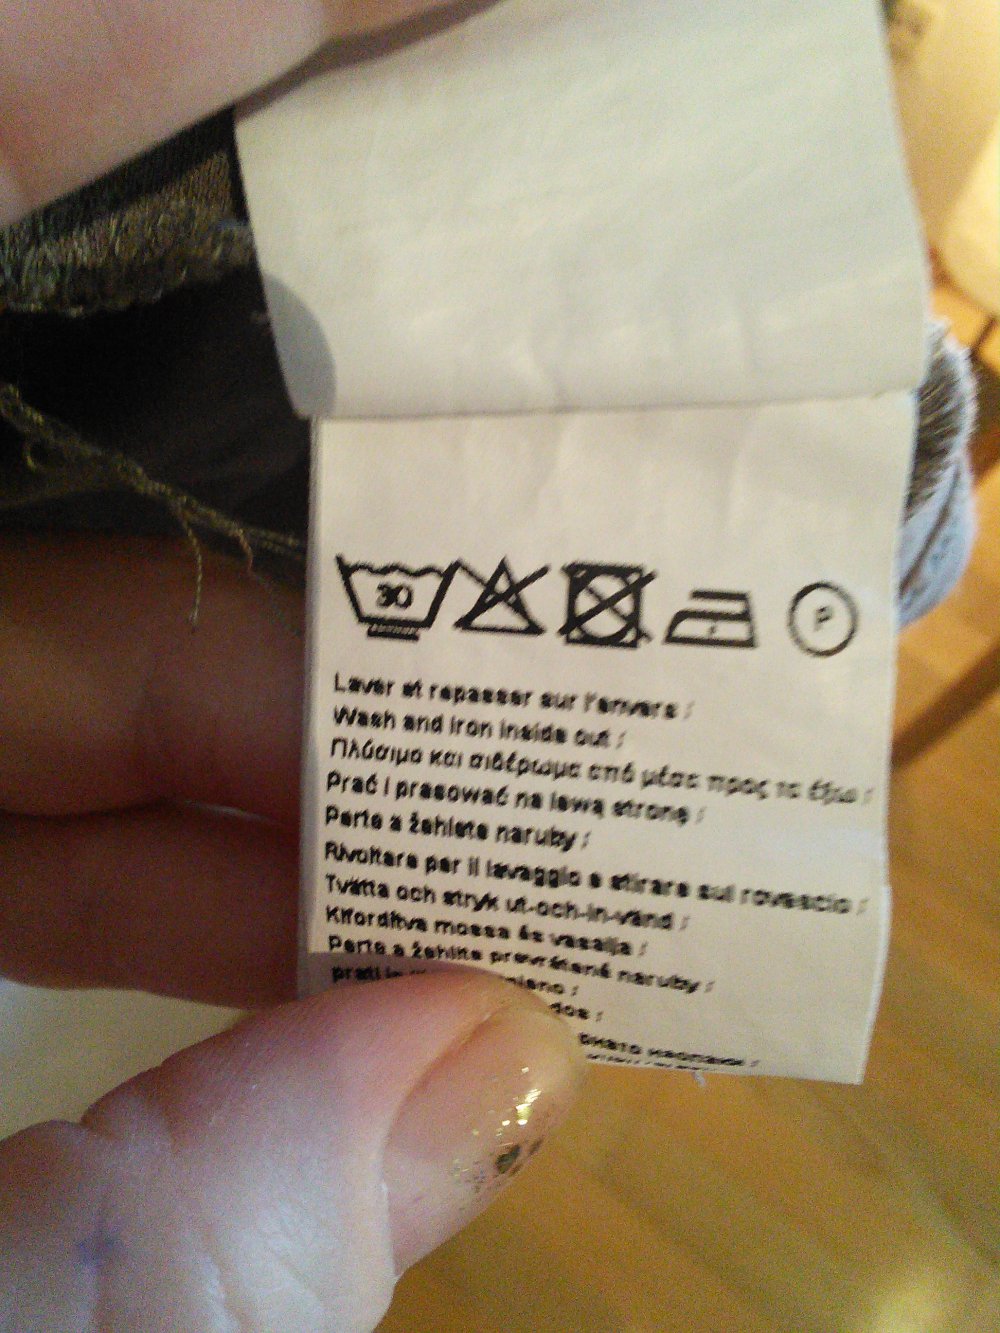 30
P
Laver et repasser sur l'envers /
Wash and iron inside out /
Πλύσιμο και σιδέρωμα από μέσα προς τα έξω /
Prać i prasować na lewą stronę /
Perte a žehlete naruby /
Rivoltare per il lavaggio e stirare sul rovescio /
Tvätta och stryk ut-och-in-vänd /
Kifordítva mossa és vasalja /
Perte a žehlite prevrátené naruby /